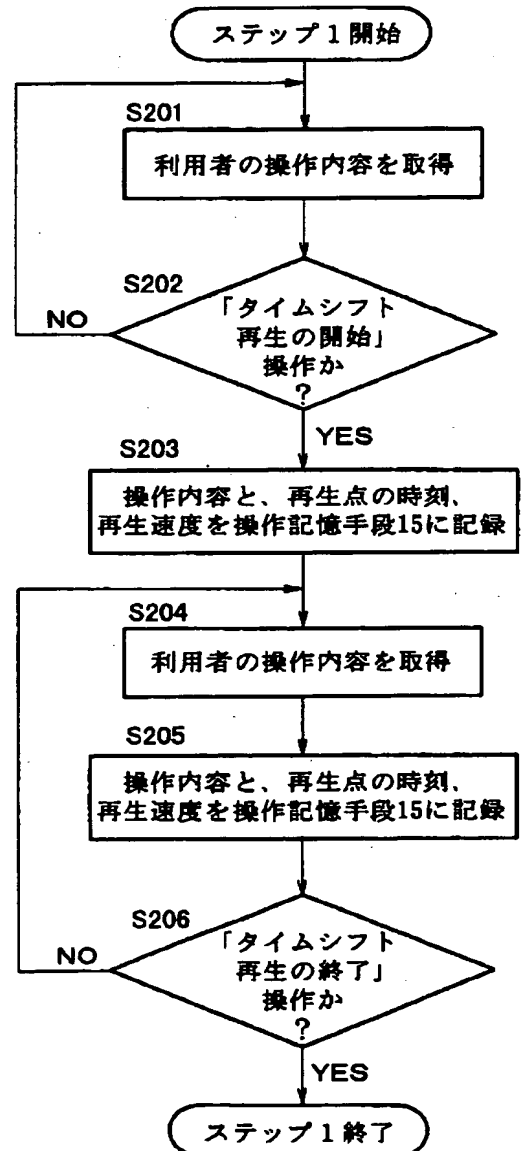 ステップ1開始
S201
利用者の操作内容を取得
S202
「タイムシフト
再生の開始」
操作か
?
NO
YES
S203
操作内容と、再生点の時刻、
再生速度を操作記憶手段15に記録
S204
利用者の操作内容を取得
S205
操作内容と、再生点の時刻、
再生速度を操作記憶手段15に記録
S206
「タイムシフト
再生の終了」
操作か
?
NO
YES
ステップ1終了